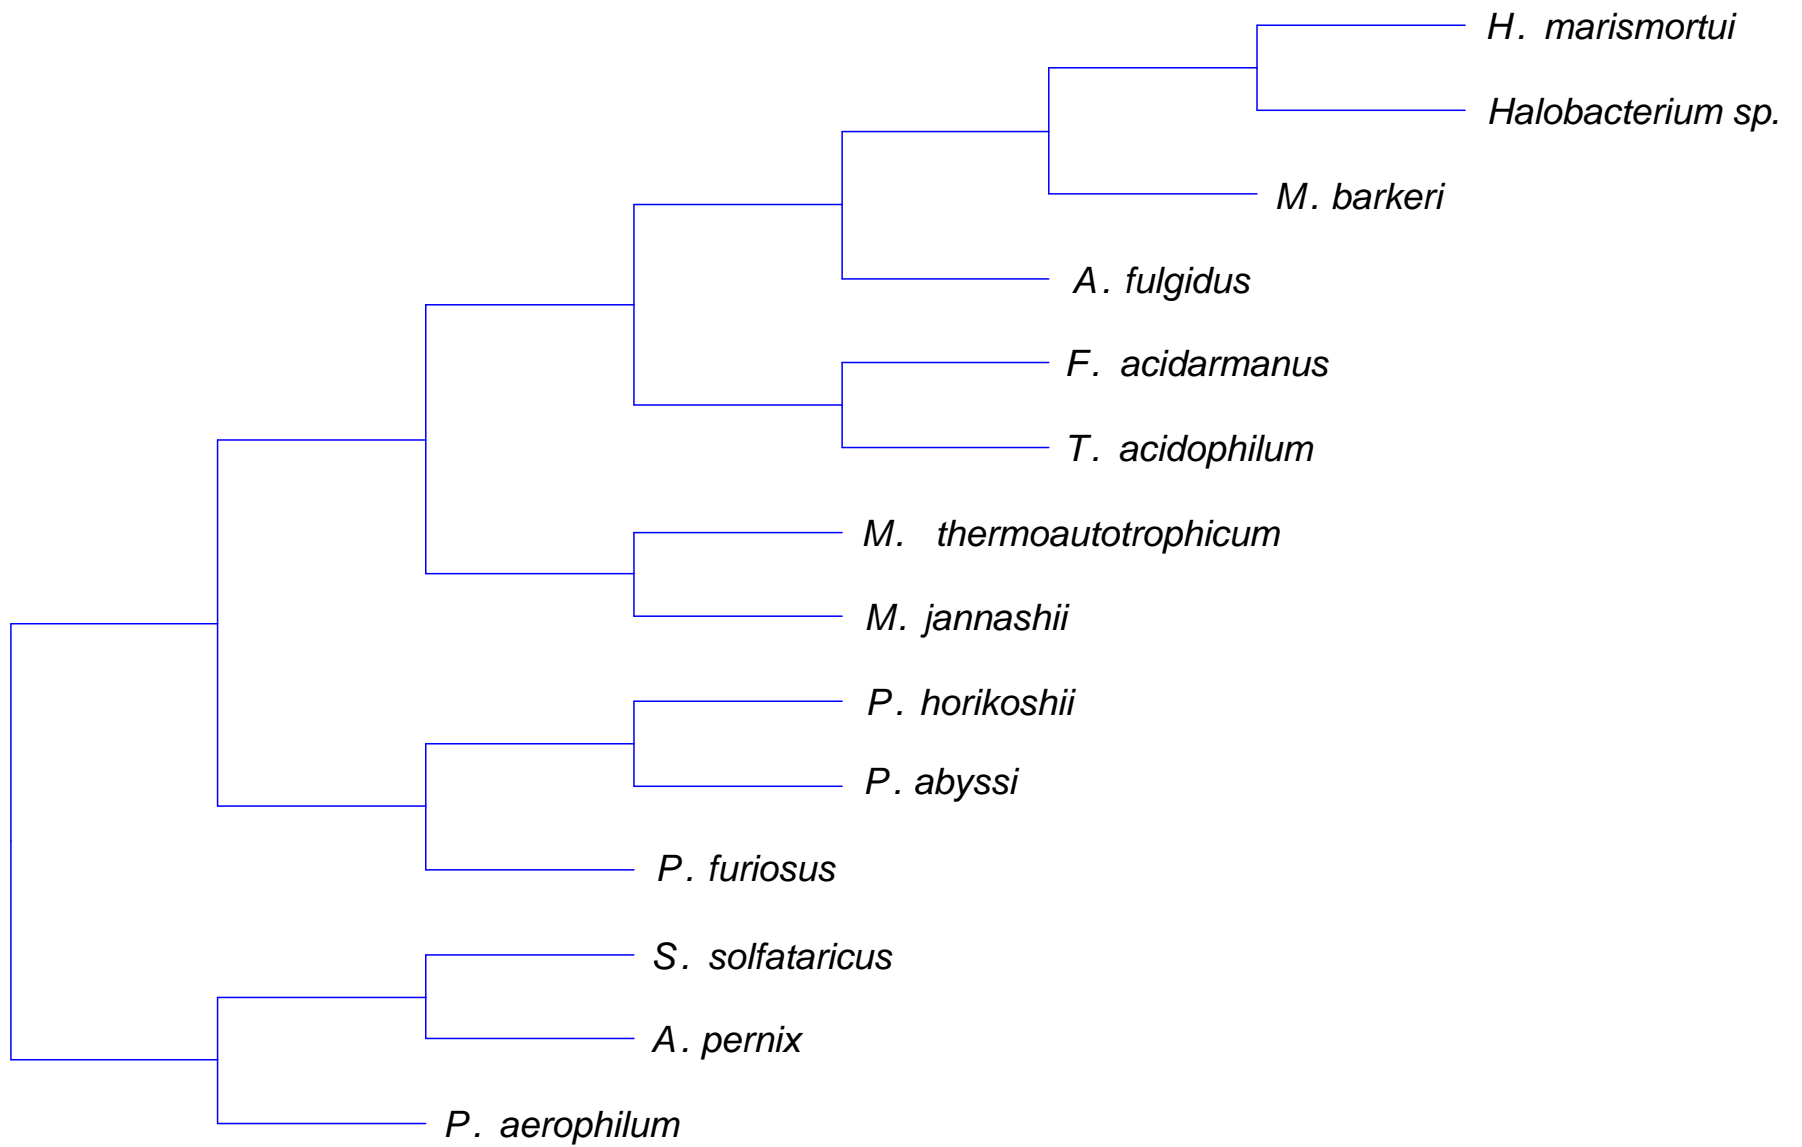 H. marismortui
Halobacterium sp.
M. barkeri
A. fulgidus
F. acidarmanus
T. acidophilum
M. thermoautotrophicum
M. jannashii
P. horikoshii
P. abyssi
P. furiosus
S. solfataricus
A. pernix
P. aerophilum